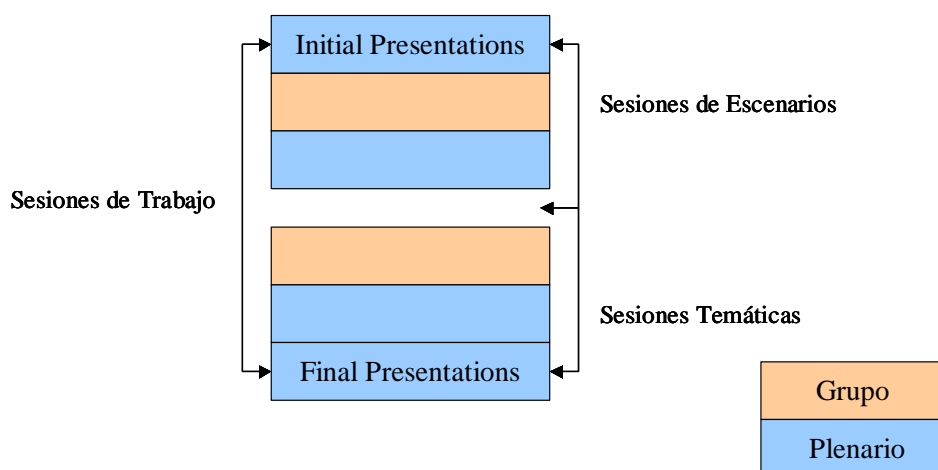 Initial Presentations
Sesiones de Escenarios
Sesiones de Trabajo
Sesiones Temáticas
Final Presentations
Grupo
Plenario